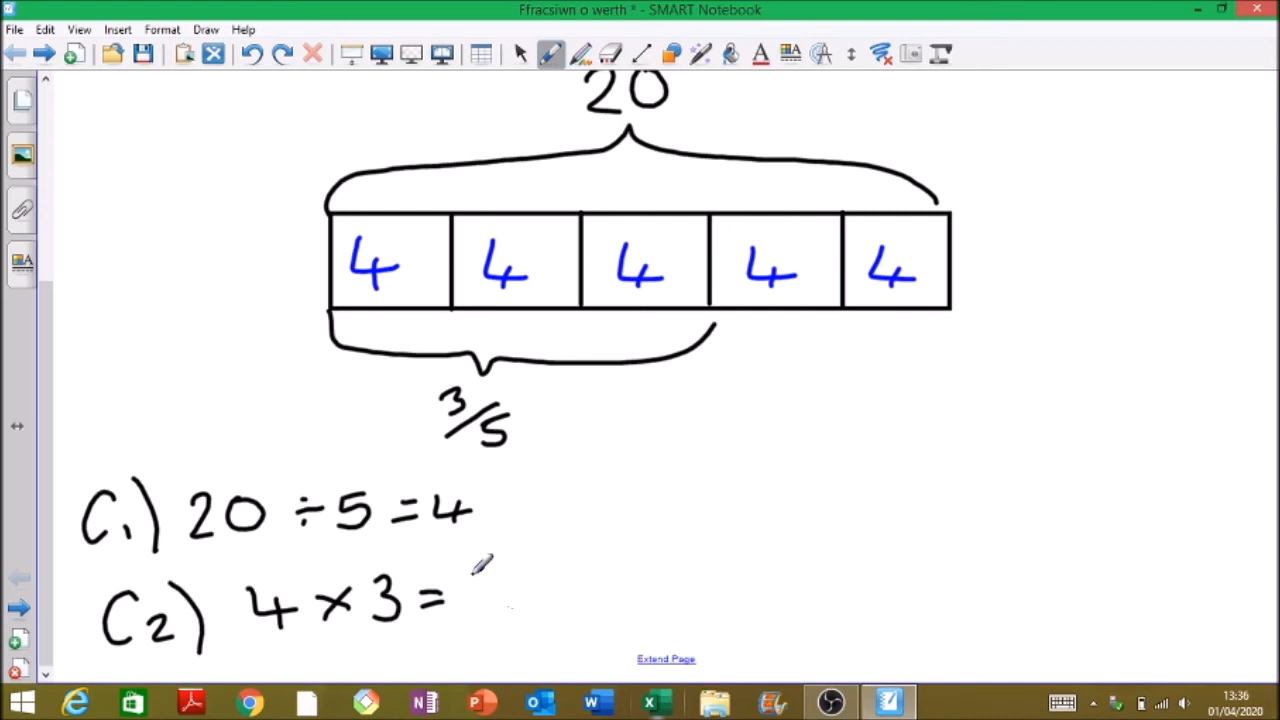 Ffracsiwn o werth * - SMART Notebook
File Edit View Insert Format Draw Help
20
4 4 4 4 4
3/5
C1) 20 ÷ 5 = 4
C2) 4 × 3 =
Extend Page
13:36
01/04/2020